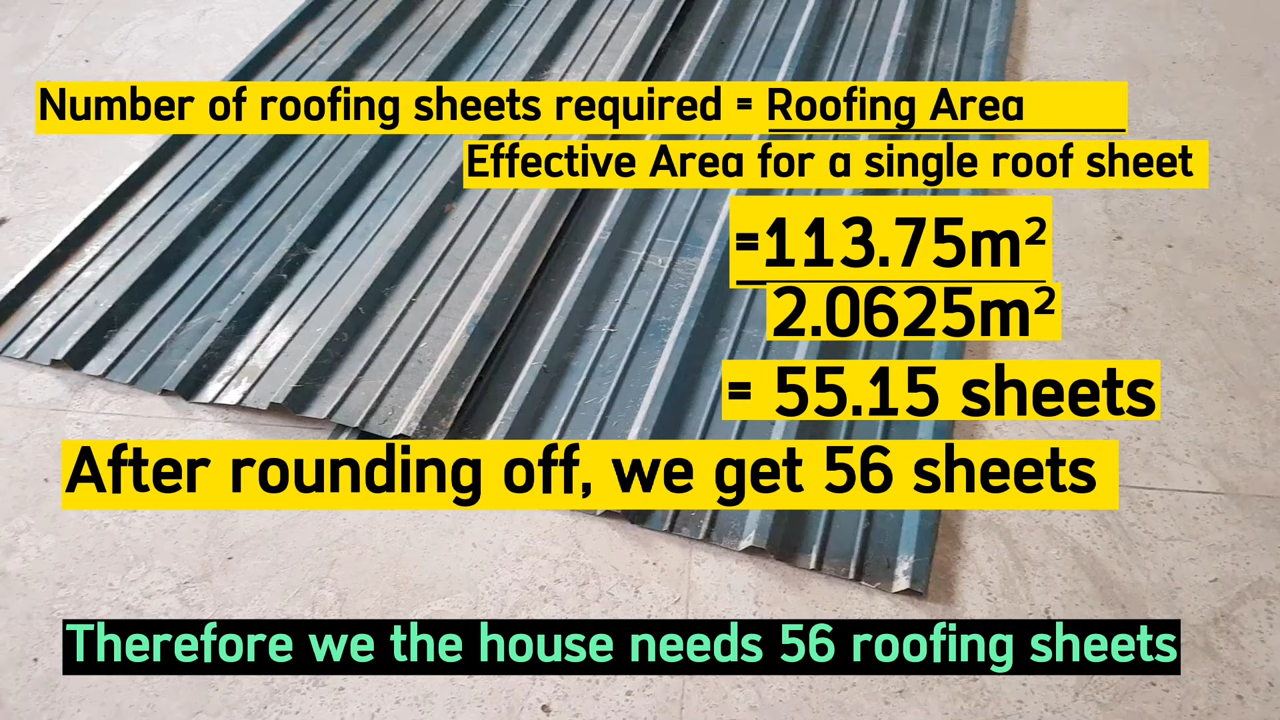 Number of roofing sheets required = Roofing Area
Effective Area for a single roof sheet
=113.75m²
2.0625m²
= 55.15 sheets
After rounding off, we get 56 sheets
Therefore we the house needs 56 roofing sheets